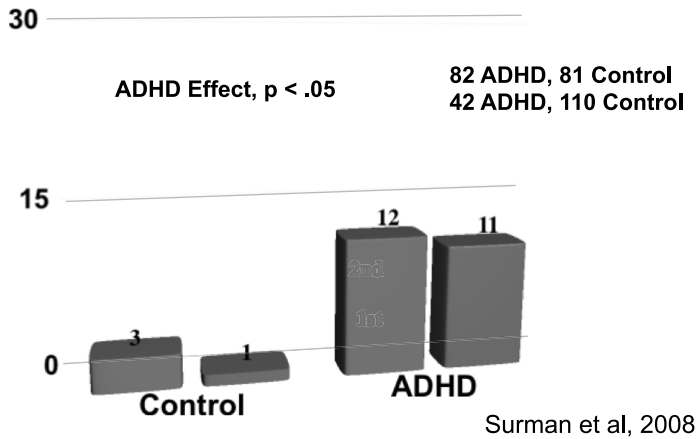 30
ADHD Effect, p < .05
82 ADHD, 81 Control
42 ADHD, 110 Control
15
12
11
2nd
1st
3
1
0
Control
ADHD
Surman et al, 2008